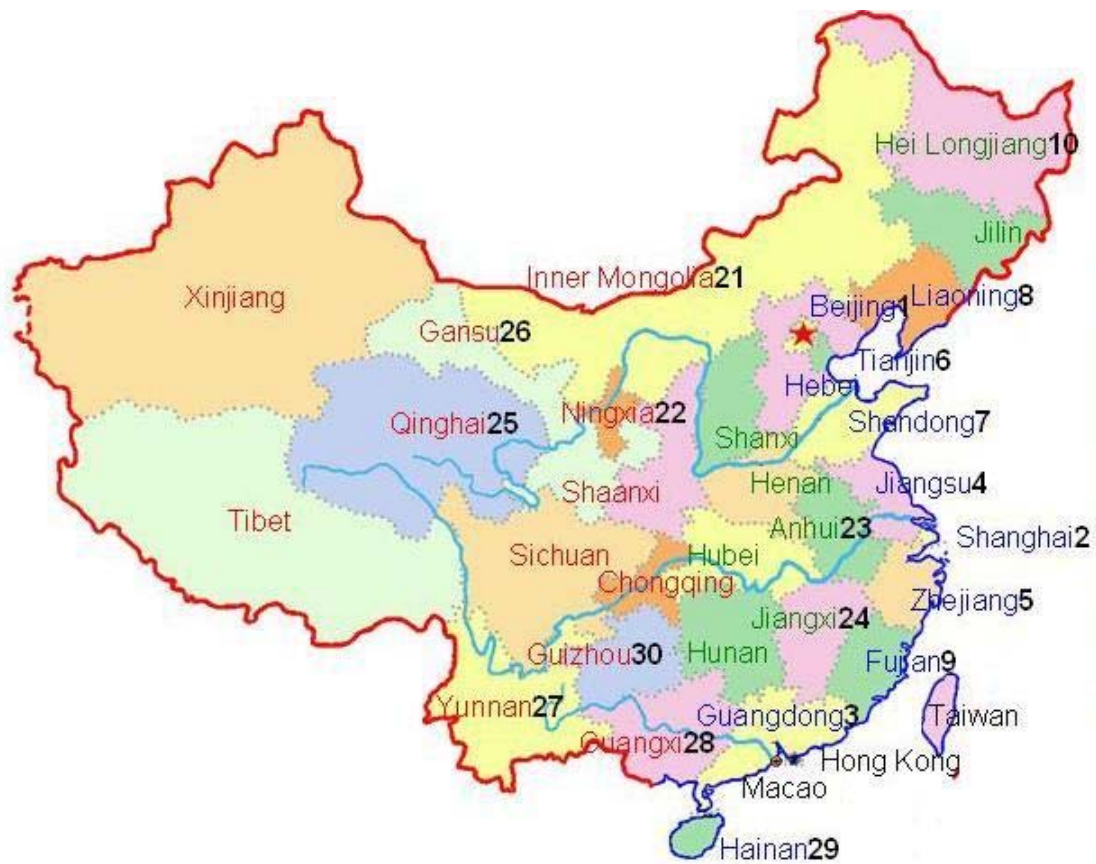 Hei Longjiang10
Jilin
Inner Mongolia21
Xinjiang
Beijing1
Liaoning8
Gansu26
Tianjin6
Hebei
Qinghai25
Ningxia22
Shanxi
Shandong7
Shaanxi
Henan
Jiangsu4
Tibet
Anhui23
Shanghai2
Sichuan
Hubei
Chongqing
Zhejiang5
Jiangxi24
Guizhou30
Hunan
Fujian9
Yunnan27
Guangdong3
Taiwan
Guangxi28
Hong Kong
Macao
Hainan29